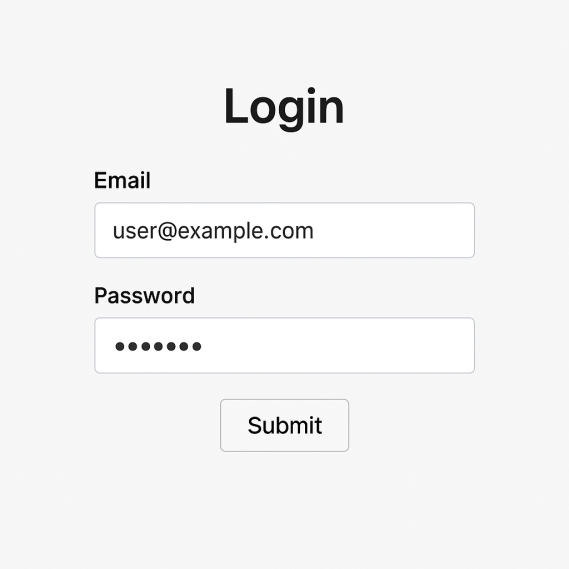 Login
Email
user@example.com
Password
•••••••
Submit